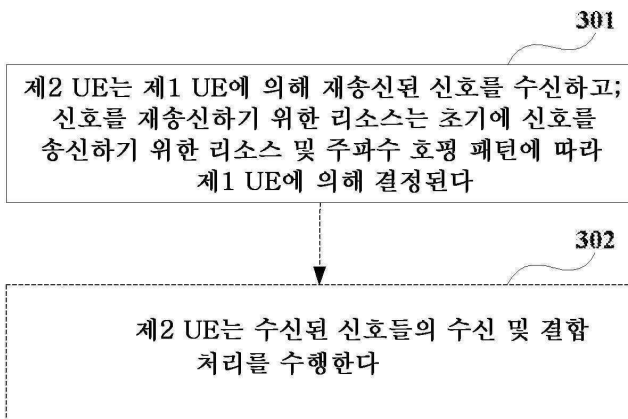 301
제2 UE는 제1 UE에 의해 재송신된 신호를 수신하고;
신호를 재송신하기 위한 리소스는 초기에 신호를
송신하기 위한 리소스 및 주파수 호핑 패턴에 따라
제1 UE에 의해 결정된다
302
제2 UE는 수신된 신호들의 수신 및 결합
처리를 수행한다